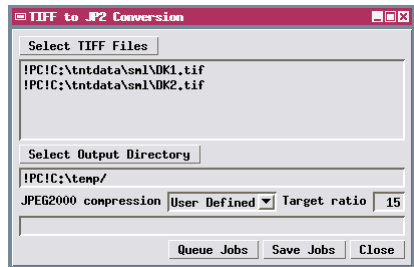 TIFF to JP2 Conversion
Select TIFF Files
!PC!C:\tntdata\sml\DK1.tif
!PC!C:\tntdata\sml\DK2.tif
Select Output Directory
!PC!C:\temp/
JPEG2000 compression User Defined Target ratio 15
Queue Jobs Save Jobs Close